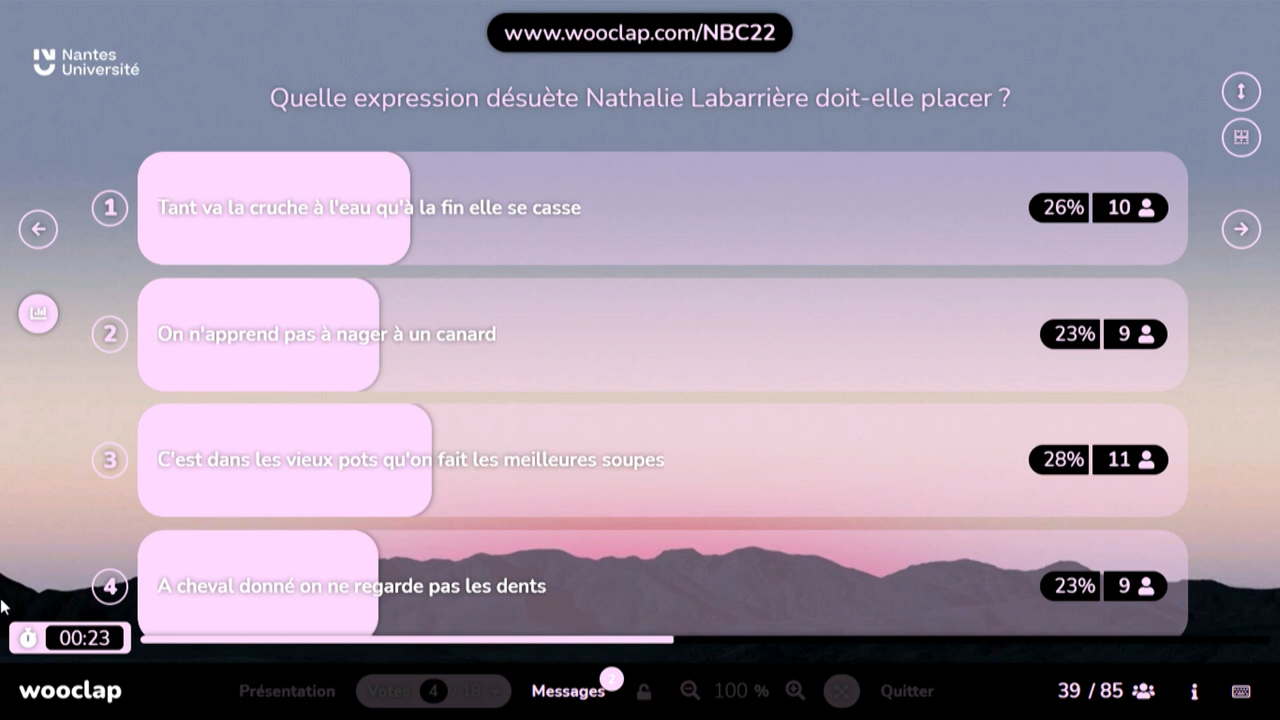 www.wooclap.com/NBC22
Nantes
Université
Quelle expression désuète Nathalie Labarrière doit-elle placer ?
1 Tant va la cruche à l'eau qu'à la fin elle se casse 26% 10
2 On n'apprend pas à nager à un canard 23% 9
3 C'est dans les vieux pots qu'on fait les meilleures soupes 28% 11
4 A cheval donné on ne regarde pas les dents 23% 9
00:23
wooclap Présentation Votes 4 / 18 Messages 2 100 % Quitter 39 / 85